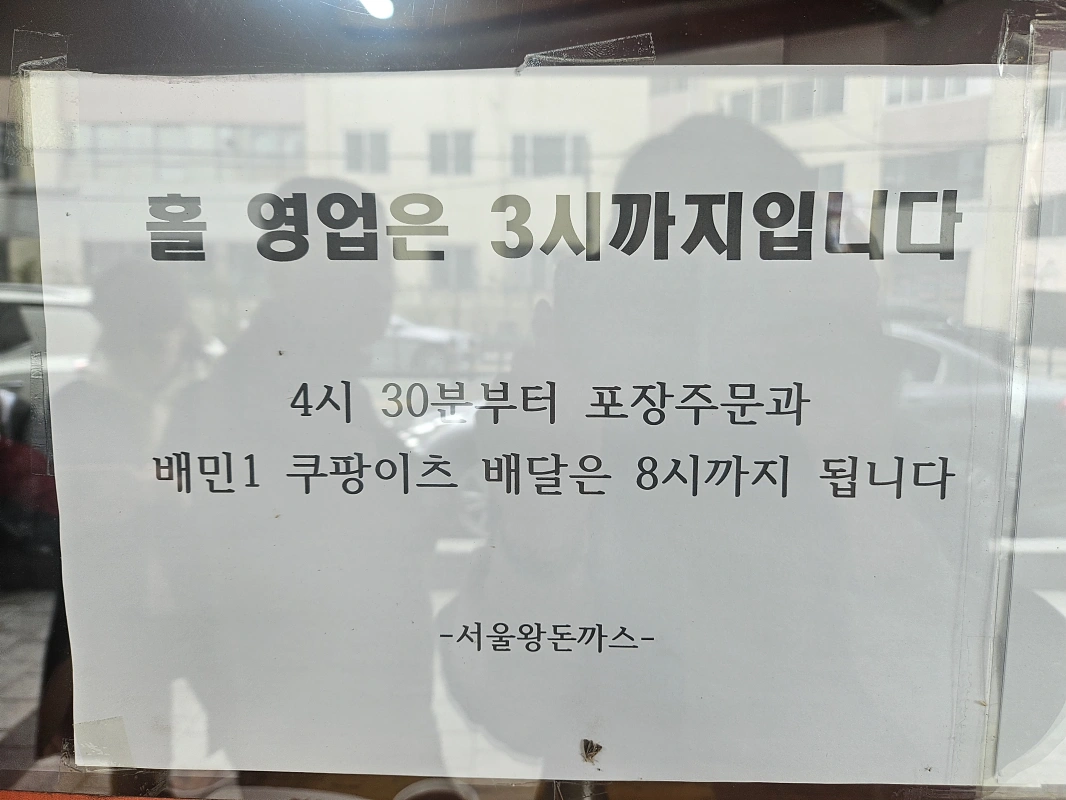 홀 영업은 3시까지입니다
4시 30분부터 포장주문과
배민1 쿠팡이츠 배달은 8시까지 됩니다
-서울왕돈까스-